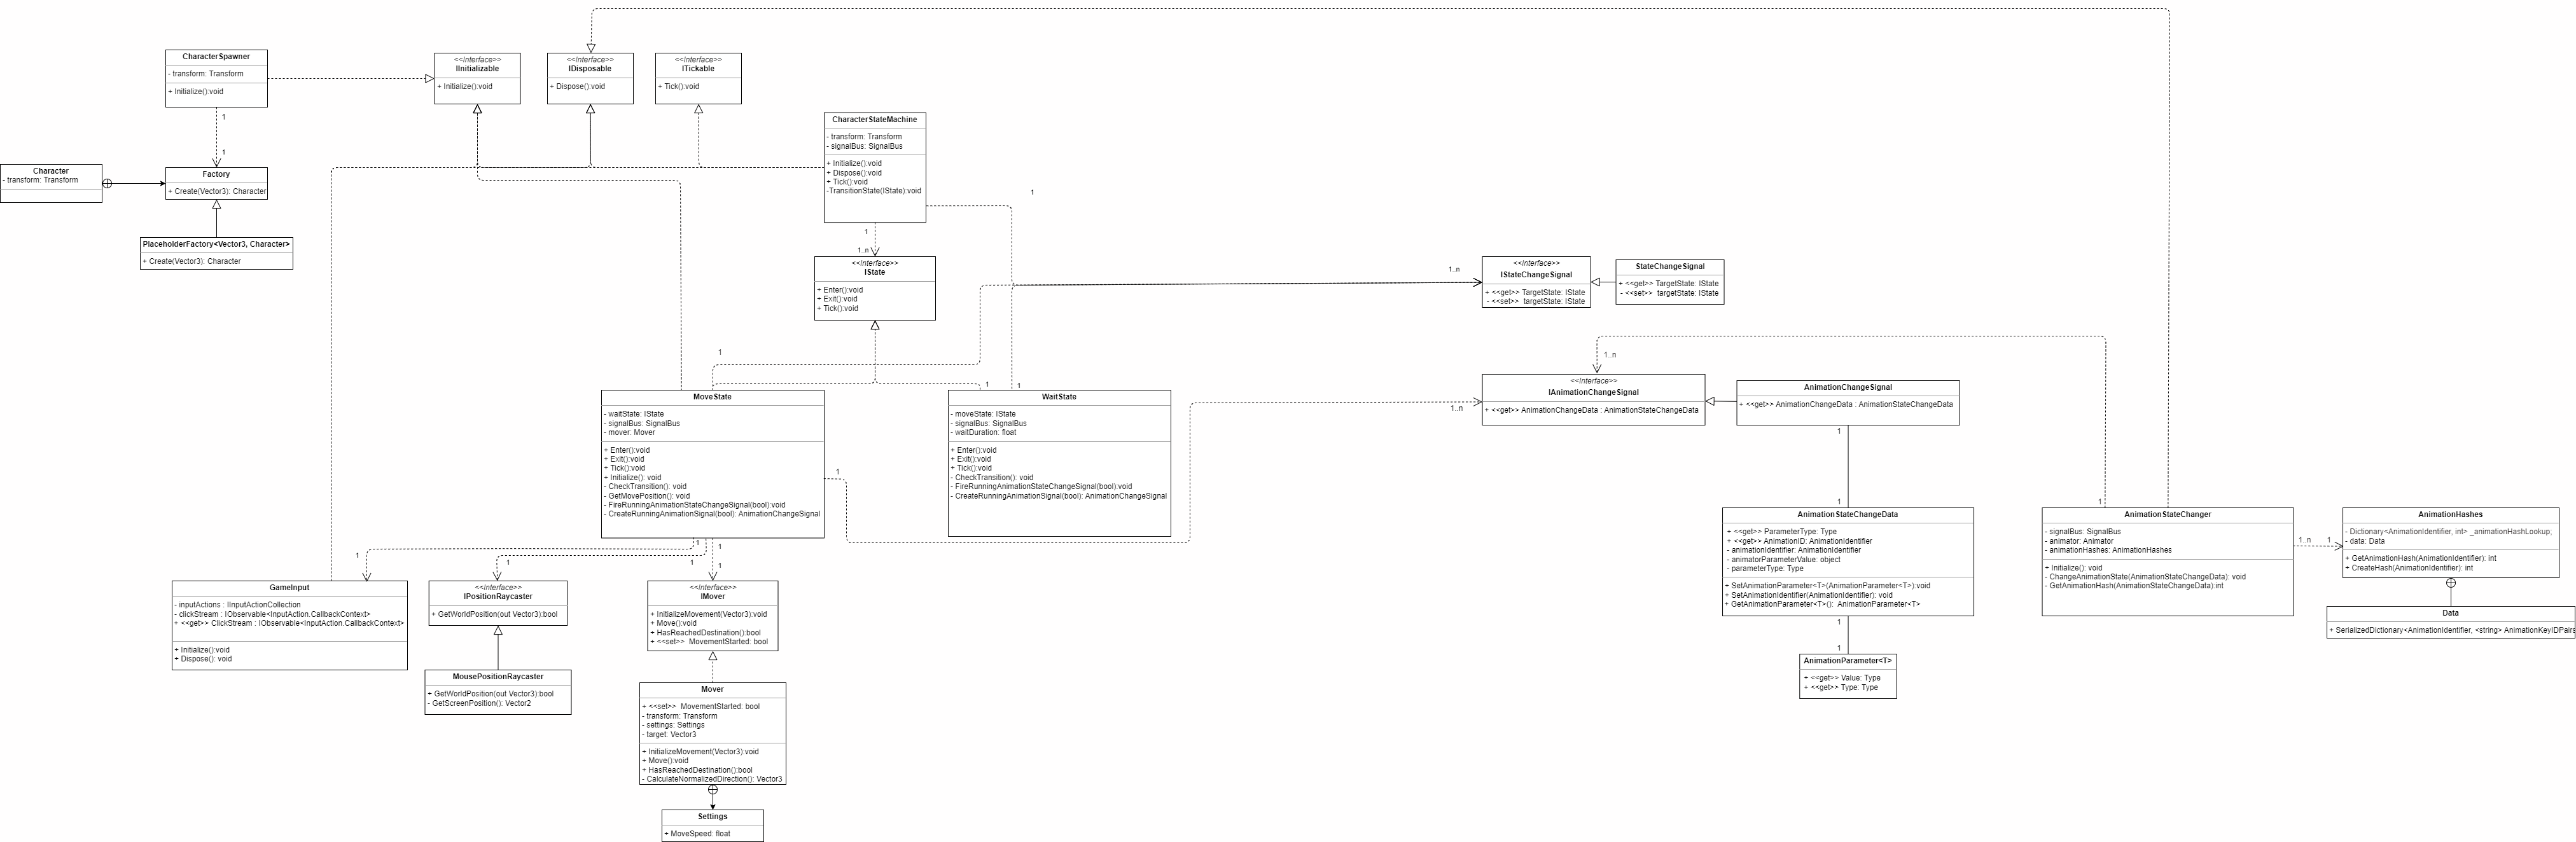 CharacterSpawner
- transform: Transform
+ Initialize():void
<<Interface>>
IInitializable
+ Initialize():void
<<Interface>>
IDisposable
+ Dispose():void
<<Interface>>
ITickable
+ Tick():void
1
1
Character
- transform: Transform
Factory
+ Create(Vector3): Character
PlaceholderFactory<Vector3, Character>
+ Create(Vector3): Character
CharacterStateMachine
- transform: Transform
- signalBus: SignalBus
+ Initialize():void
+ Dispose():void
+ Tick():void
-TransitionState(IState):void
1
1
1..n
<<Interface>>
IState
+ Enter():void
+ Exit():void
+ Tick():void
1..n
<<Interface>>
IStateChangeSignal
+ <<get>> TargetState: IState
- <<set>>  targetState: IState
StateChangeSignal
+ <<get>> TargetState: IState
- <<set>>  targetState: IState
1
1
1
MoveState
- waitState: IState
- signalBus: SignalBus
- mover: Mover
+ Enter():void
+ Exit():void
+ Tick():void
+ Initialize(): void
- CheckTransition(): void
- GetMovePosition(): void
- FireRunningAnimationStateChangeSignal(bool):void
- CreateRunningAnimationSignal(bool): AnimationChangeSignal
1
WaitState
- moveState: IState
- signalBus: SignalBus
- waitDuration: float
+ Enter():void
+ Exit():void
+ Tick():void
- CheckTransition(): void
- FireRunningAnimationStateChangeSignal(bool):void
- CreateRunningAnimationSignal(bool): AnimationChangeSignal
1..n
1..n
<<Interface>>
IAnimationChangeSignal
+ <<get>> AnimationChangeData : AnimationStateChangeData
AnimationChangeSignal
+ <<get>> AnimationChangeData : AnimationStateChangeData
1
1
AnimationStateChangeData
+ <<get>> ParameterType: Type
+ <<get>> AnimationID: AnimationIdentifier
- animationIdentifier: AnimationIdentifier
- animatorParameterValue: object
- parameterType: Type
+ SetAnimationParameter<T>(AnimationParameter<T>):void
+ SetAnimationIdentifier(AnimationIdentifier): void
+ GetAnimationParameter<T>():  AnimationParameter<T>
1
1
AnimationParameter<T>
+ <<get>> Value: Type
+ <<get>> Type: Type
1
AnimationStateChanger
- signalBus: SignalBus
- animator: Animator
- animationHashes: AnimationHashes
+ Initialize(): void
- ChangeAnimationState(AnimationStateChangeData): void
- GetAnimationHash(AnimationStateChangeData):int
1..n
1
AnimationHashes
- Dictionary<AnimationIdentifier, int> _animationHashLookup;
- data: Data
+ GetAnimationHash(AnimationIdentifier): int
+ CreateHash(AnimationIdentifier): int
Data
+ SerializedDictionary<AnimationIdentifier, <string> AnimationKeyIDPairs
1
1
1
1
1
1
GameInput
- inputActions : IInputActionCollection
- clickStream : IObservable<InputAction.CallbackContext>
+ <<get>> ClickStream : IObservable<InputAction.CallbackContext>
+ Initialize():void
+ Dispose(): void
<<Interface>>
IPositionRaycaster
+ GetWorldPosition(out Vector3):bool
MousePositionRaycaster
+ GetWorldPosition(out Vector3):bool
- GetScreenPosition(): Vector2
<<Interface>>
IMover
+ InitializeMovement(Vector3):void
+ Move():void
+ HasReachedDestination():bool
+ <<set>>  MovementStarted: bool
Mover
+ <<set>>  MovementStarted: bool
- transform: Transform
- settings: Settings
- target: Vector3
+ InitializeMovement(Vector3):void
+ Move():void
+ HasReachedDestination():bool
- CalculateNormalizedDirection(): Vector3
Settings
+ MoveSpeed: float